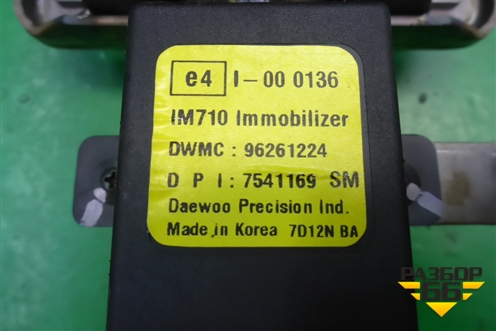 e4 I-00 0136
IM710 Immobilizer
DWMC : 96261224
D P I : 7541169 SM
Daewoo Precision Ind.
Made in Korea 7D12N BA
РАЗБОР
66